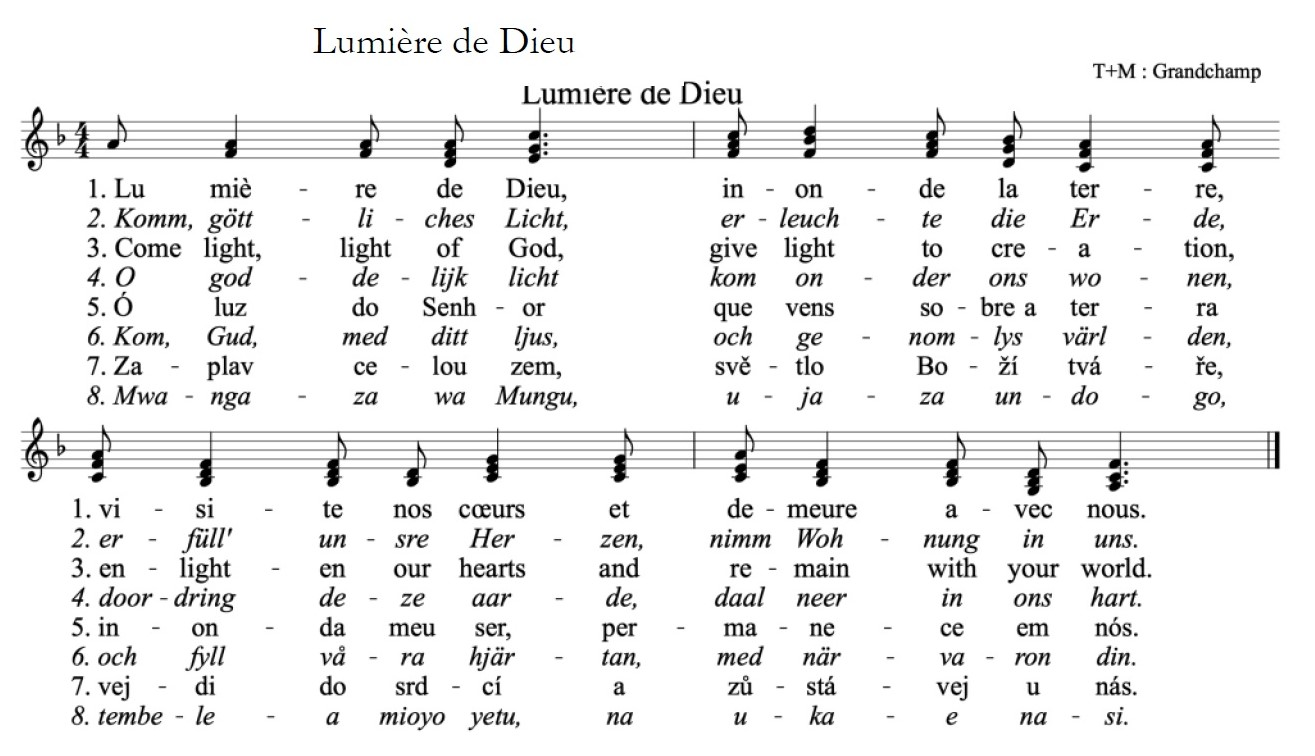 Lumière de Dieu
T+M : Grandchamp
Lumière de Dieu
4
4
1. Lu miè - re de Dieu, in - on - de la ter - re,
2. Komm, gött - li - ches Licht, er - leuch - te die Er - de,
3. Come light, light of God, give light to cre - a - tion,
4. O god - de - lijk licht kom on - der ons wo - nen,
5. Ó luz do Senh - or que vens so - bre a ter - ra
6. Kom, Gud, med ditt ljus, och ge - nom - lys värl - den,
7. Za - plav ce - lou zem, svě - tlo Bo - ží tvá - ře,
8. Mwa - nga - za wa Mungu, u - ja - za un - do - go,
1. vi - si - te nos cœurs et de - meure a - vec nous.
2. er - füll' un - sre Her - zen, nimm Woh - nung in uns.
3. en - light - en our hearts and re - main with your world.
4. door - dring de - ze aar - de, daal neer in ons hart.
5. in - on - da meu ser, per - ma - ne - ce em nós.
6. och fyll vå - ra hjär - tan, med när - va - ron din.
7. vej - di do srd - cí a zů - stá - vej u nás.
8. tembe - le - a mioyo yetu, na u - ka - e na - si.